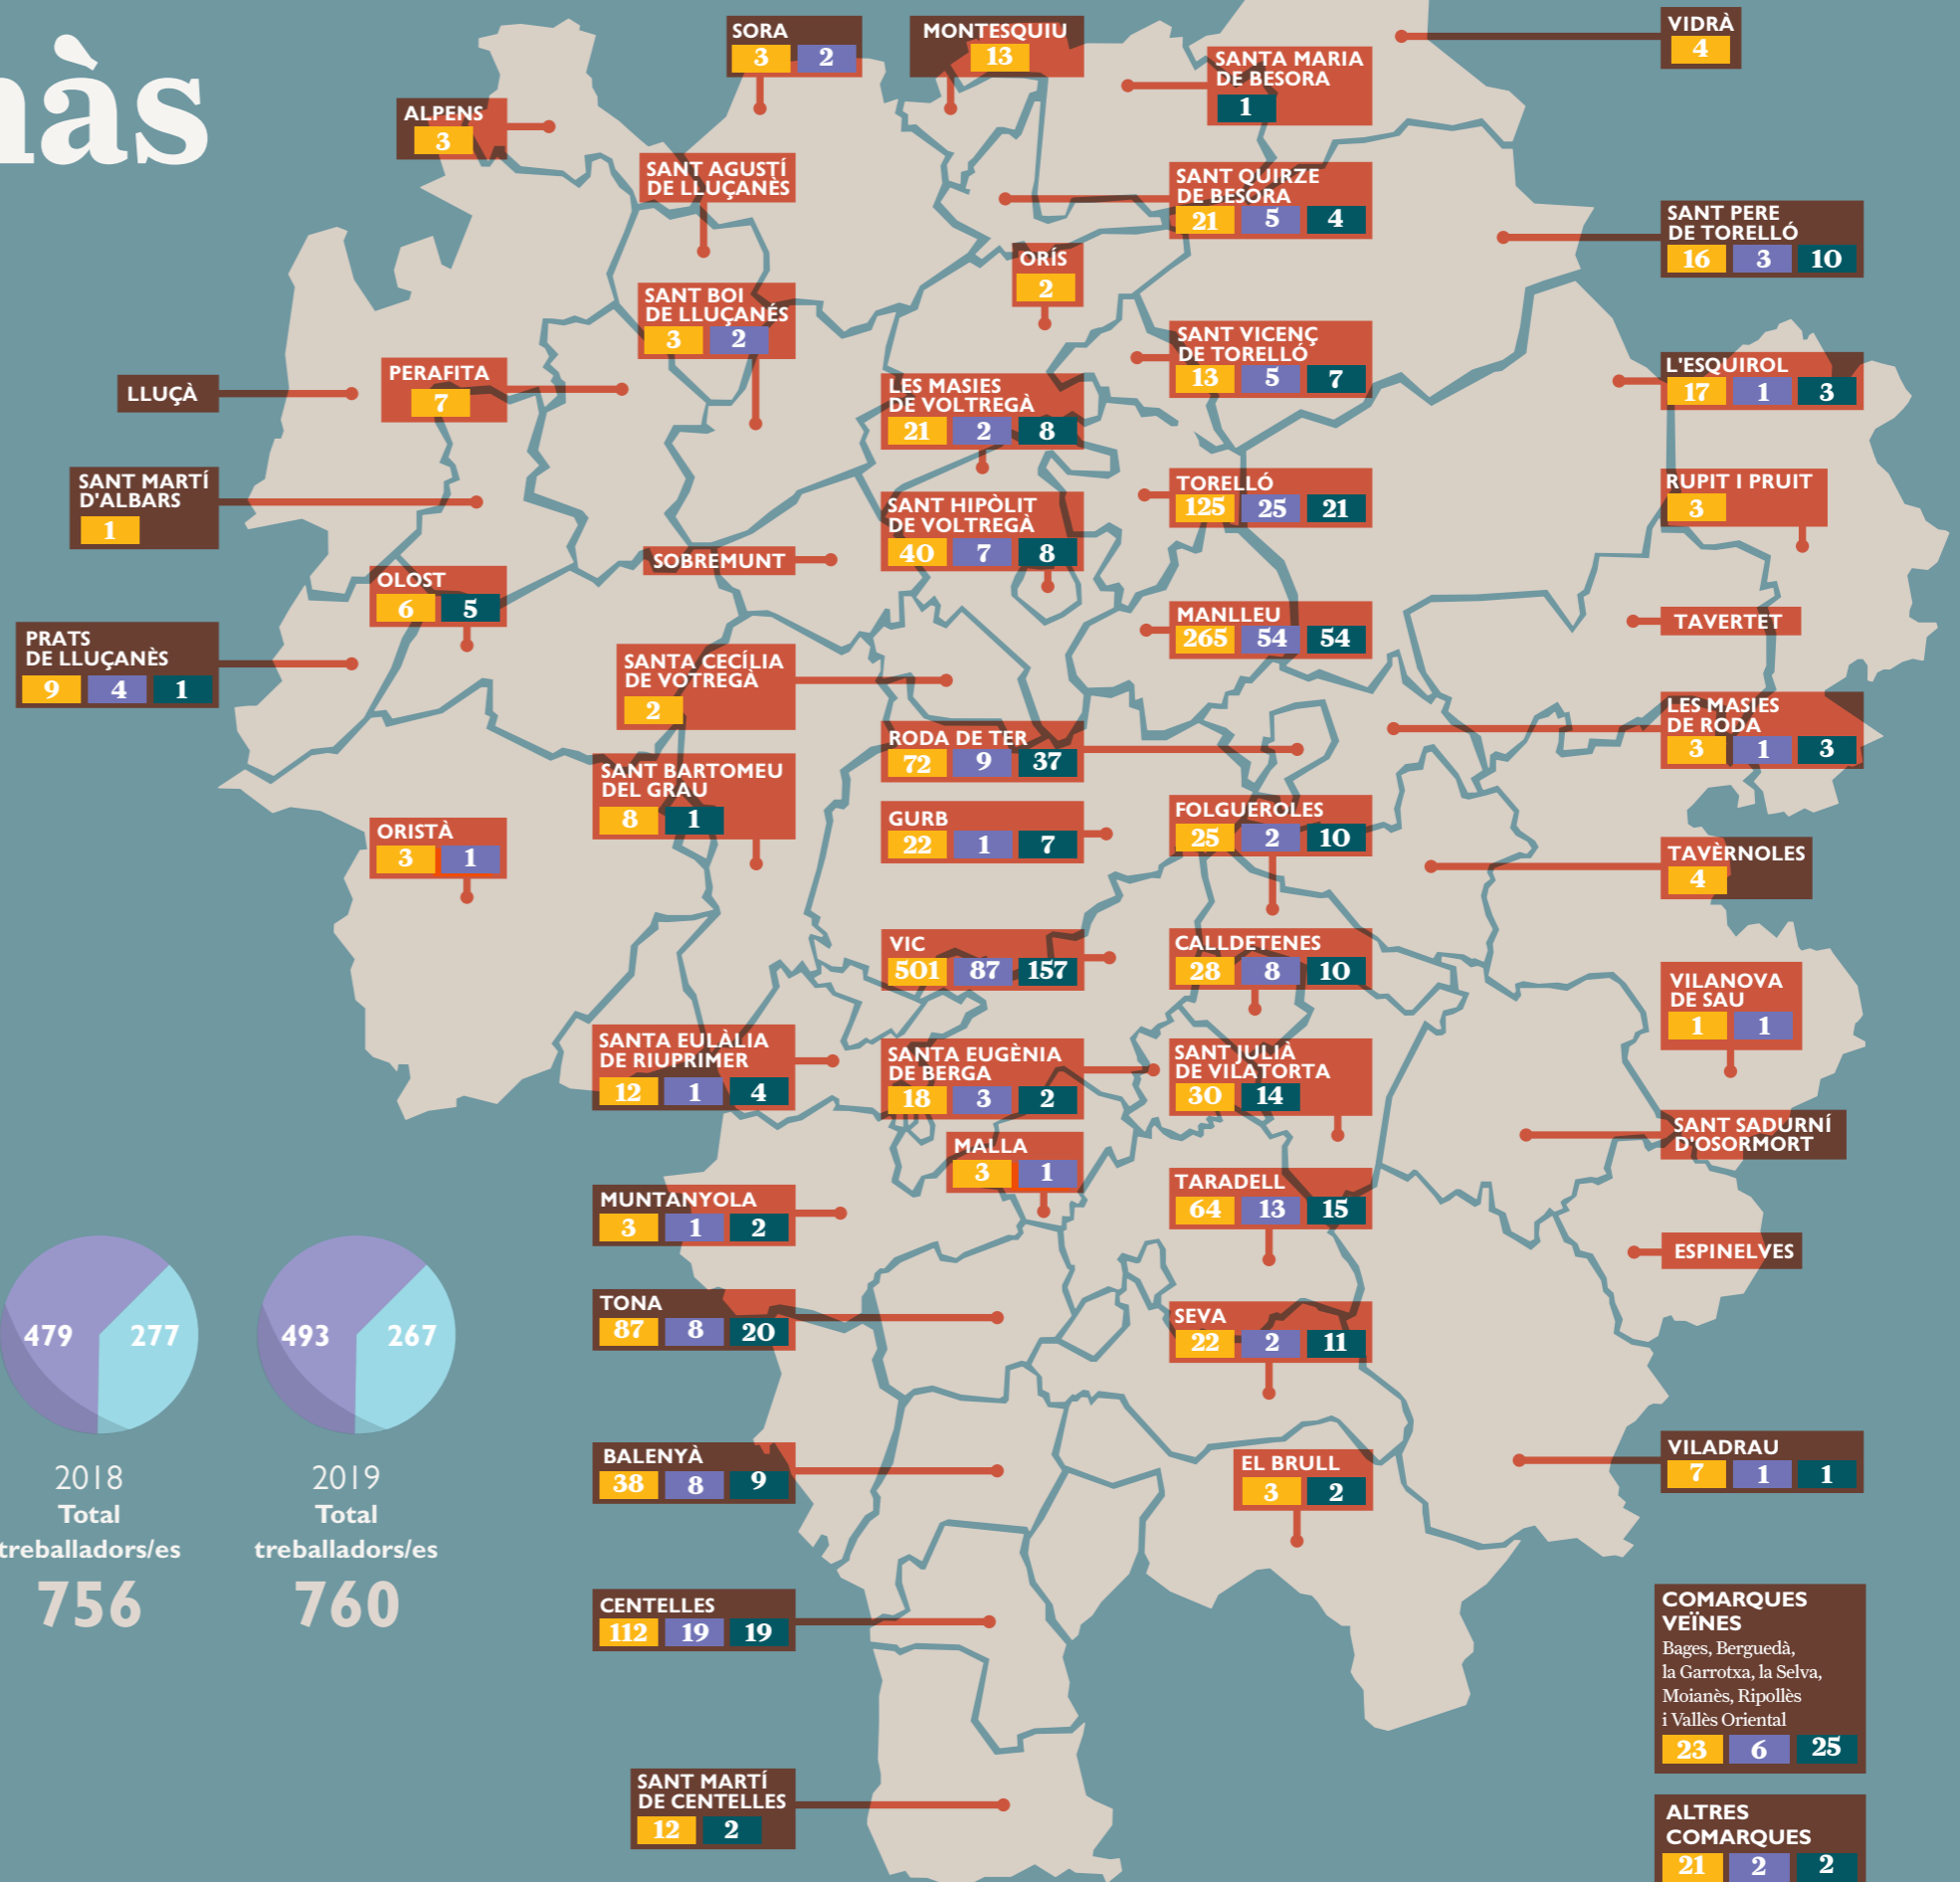 nàs
SORA
3 2
MONTESQUIU
13
VIDRÀ
4
SANTA MARIA
DE BESORA
1
ALPENS
3
SANT AGUSTÍ
DE LLUÇANÈS
SANT QUIRZE
DE BESORA
21 5 4
SANT PERE
DE TORELLÓ
16 3 10
ORÍS
2
SANT BOI
DE LLUÇANÉS
3 2
SANT VICENÇ
DE TORELLÓ
13 5 7
L'ESQUIROL
17 1 3
PERAFITA
7
LLUÇÀ
LES MASIES
DE VOLTREGÀ
21 2 8
SANT MARTÍ
D'ALBARS
1
TORELLÓ
125 25 21
RUPIT I PRUIT
3
SANT HIPÒLIT
DE VOLTREGÀ
40 7 8
SOBREMUNT
OLOST
6 5
MANLLEU
265 54 54
TAVERTET
PRATS
DE LLUÇANÈS
9 4 1
SANTA CECÍLIA
DE VOTREGÀ
2
LES MASIES
DE RODA
3 1 3
RODA DE TER
72 9 37
SANT BARTOMEU
DEL GRAU
8 1
GURB
22 1 7
FOLGUEROLES
25 2 10
ORISTÀ
3 1
TAVÈRNOLES
4
VIC
501 87 157
CALLDETENES
28 8 10
VILANOVA
DE SAU
1 1
SANTA EULÀLIA
DE RIUPRIMER
12 1 4
SANTA EUGÈNIA
DE BERGA
18 3 2
SANT JULIÀ
DE VILATORTA
30 14
SANT SADURNÍ
D'OSORMORT
MALLA
3 1
TARADELL
64 13 15
MUNTANYOLA
3 1 2
ESPINELVES
TONA
87 8 20
SEVA
22 2 11
479 277
493 267
2018
Total
treballadors/es
756
2019
Total
treballadors/es
760
BALENYÀ
38 8 9
EL BRULL
3 2
VILADRAU
7 1 1
CENTELLES
112 19 19
COMARQUES
VEÏNES
Bages, Berguedà,
la Garrotxa, la Selva,
Moianès, Ripollès
i Vallès Oriental
23 6 25
SANT MARTÍ
DE CENTELLES
12 2
ALTRES
COMARQUES
21 2 2